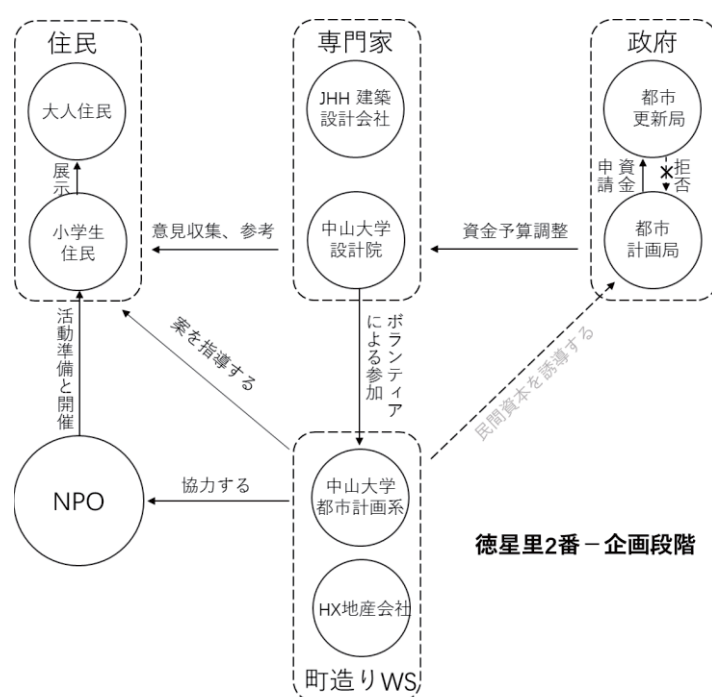 住民
専門家
政府
大人住民
JHH 建築
設計会社
都市
更新局
展示
申請
資金
拒否
小学生
住民
意見収集、参考
中山大学
設計院
資金予算調整
都市
計画局
活動準備と開催
案を指導する
ボランティア
による参加
民間資本を誘導する
NPO
協力する
中山大学
都市計画系
徳星里2番－企画段階
HX地産会社
町造りWS